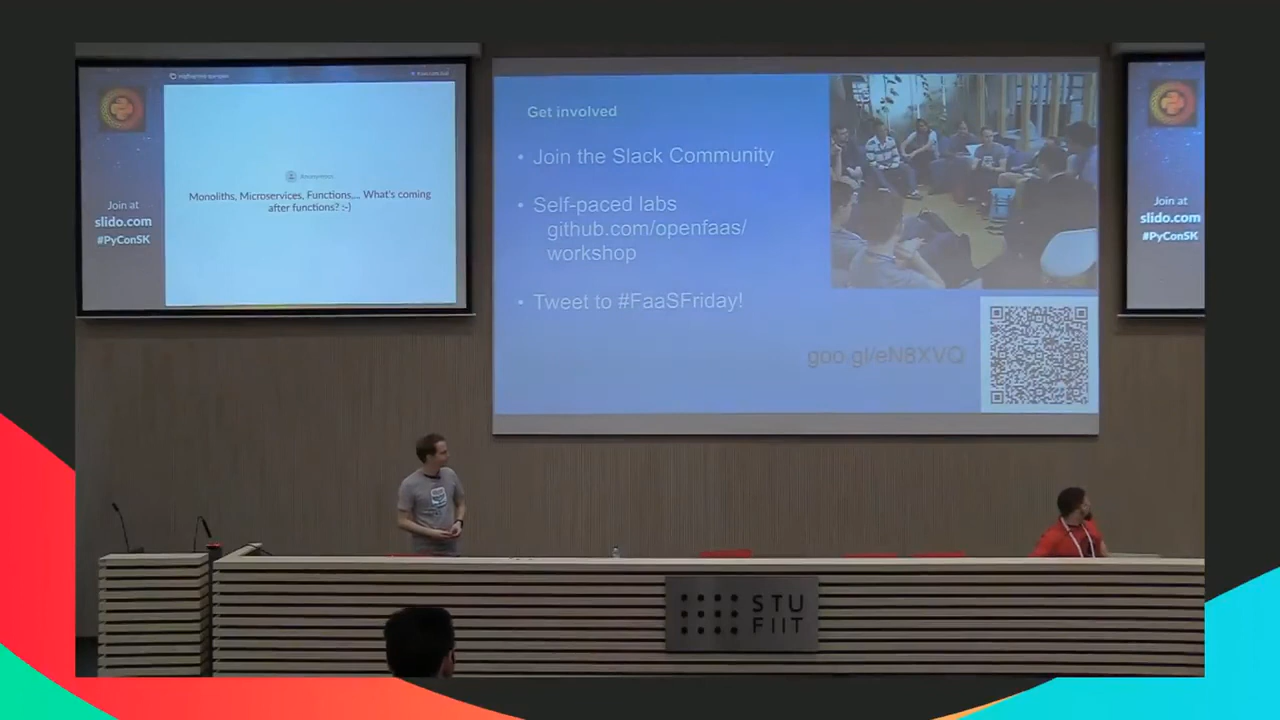 Join at
slido.com
#PyConSK
Monoliths, Microservices, Functions,... What's coming
after functions? :-)
Get involved
• Join the Slack Community
• Self-paced labs
github.com/openfaas/
workshop
• Tweet to #FaaSFriday!
goo.gl/eN8XVQ
Join at
slido.com
#PyConSK
STU
FIIT